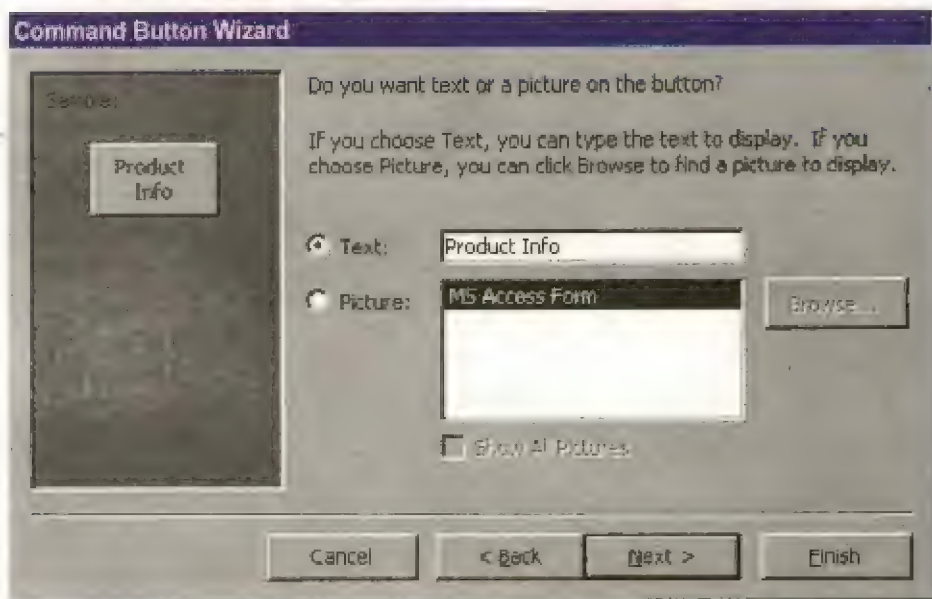 Command Button Wizard
Sample:
Product
Info
Do you want text or a picture on the button?
If you choose Text, you can type the text to display. If you
choose Picture, you can click Browse to find a picture to display.
Text:
Product Info
Picture:
MS Access Form
Browse...
Show All Pictures
Cancel
< Back
Next >
Finish